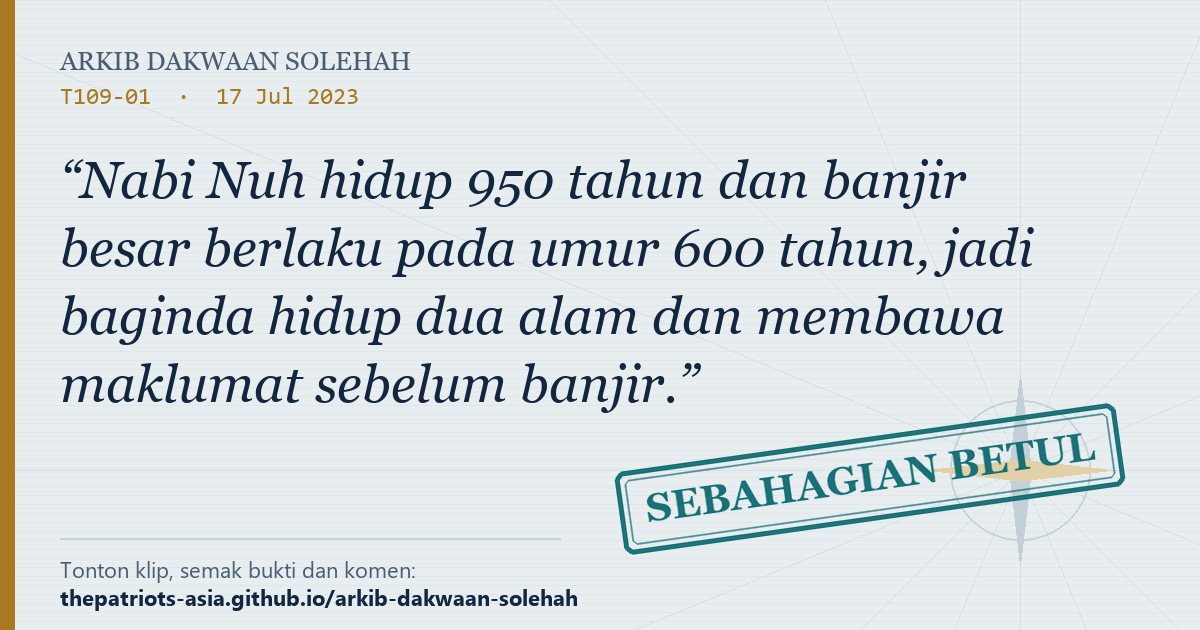 ARKIB DAKWAAN SOLEHAH
T109-01 · 17 Jul 2023
“Nabi Nuh hidup 950 tahun dan banjir
besar berlaku pada umur 600 tahun, jadi
baginda hidup dua alam dan membawa
maklumat sebelum banjir.”
SEBAHAGIAN BETUL
Tonton klip, semak bukti dan komen:
thepatriots-asia.github.io/arkib-dakwaan-solehah